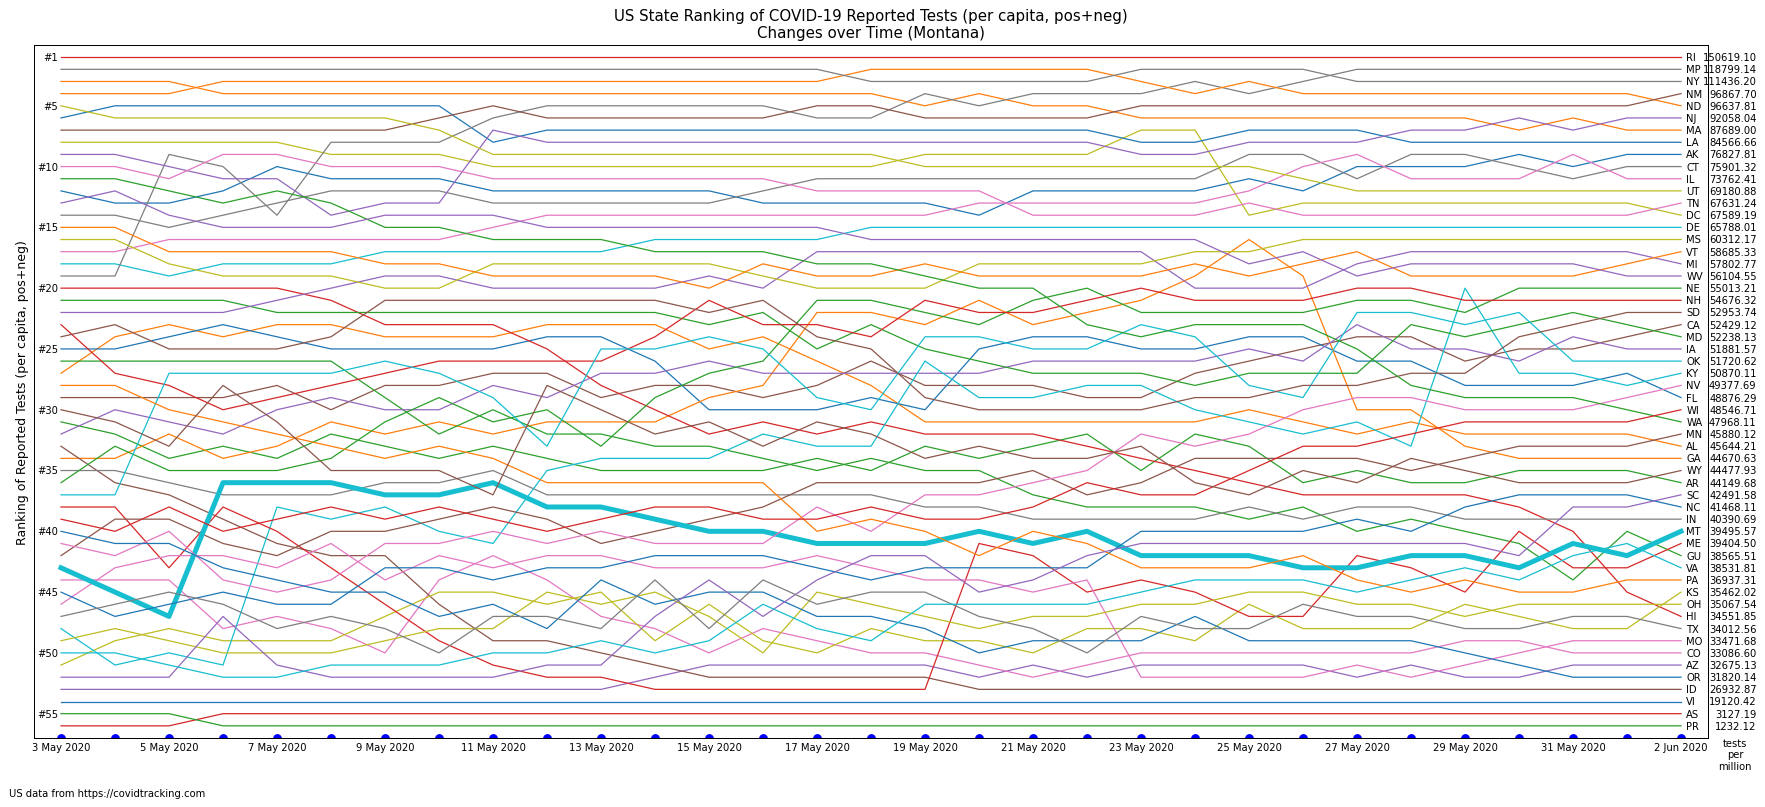 US State Ranking of COVID-19 Reported Tests (per capita, pos+neg)
Changes over Time (Montana)
Ranking of Reported Tests (per capita, pos+neg)
#1
#5
#10
#15
#20
#25
#30
#35
#40
#45
#50
#55
RI 150619.10
MP 118799.14
NY 111436.20
NM 96867.70
ND 96637.81
NJ 92058.04
MA 87689.00
LA 84566.66
AK 76827.81
CT 75901.32
IL 73762.41
UT 69180.88
TN 67631.24
DC 67589.19
DE 65788.01
MS 60312.17
VT 58685.33
MI 57802.77
WV 56104.55
NE 55013.21
NH 54676.32
SD 52953.74
CA 52429.12
MD 52238.13
IA 51881.57
OK 51720.62
KY 50870.11
NV 49377.69
FL 48876.29
WI 48546.71
WA 47968.11
MN 45880.12
AL 45644.21
GA 44670.63
WY 44477.93
AR 44149.68
SC 42491.58
NC 41468.11
IN 40390.69
MT 39495.57
ME 39404.50
GU 38565.51
VA 38531.81
PA 36937.31
KS 35462.02
OH 35067.54
HI 34551.85
TX 34012.56
MO 33471.68
CO 33086.60
AZ 32675.13
OR 31820.14
ID 26932.87
VI 19120.42
AS 3127.19
PR 1232.12
3 May 2020 5 May 2020 7 May 2020 9 May 2020 11 May 2020 13 May 2020 15 May 2020 17 May 2020 19 May 2020 21 May 2020 23 May 2020 25 May 2020 27 May 2020 29 May 2020 31 May 2020 2 Jun 2020
tests
per
million
US data from https://covidtracking.com